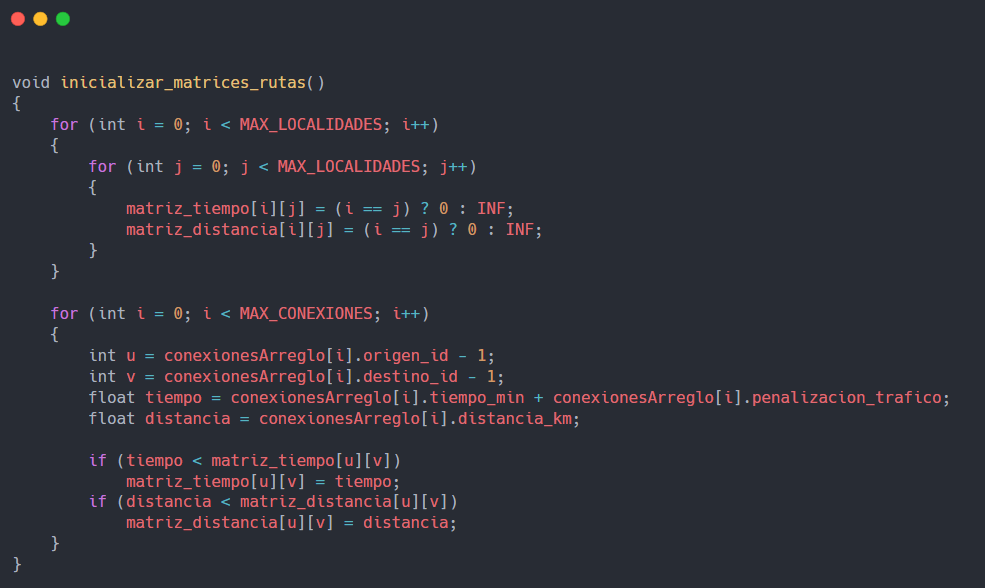 void inicializar_matrices_rutas()
{
    for (int i = 0; i < MAX_LOCALIDADES; i++)
    {
        for (int j = 0; j < MAX_LOCALIDADES; j++)
        {
            matriz_tiempo[i][j] = (i == j) ? 0 : INF;
            matriz_distancia[i][j] = (i == j) ? 0 : INF;
        }
    }

    for (int i = 0; i < MAX_CONEXIONES; i++)
    {
        int u = conexionesArreglo[i].origen_id - 1;
        int v = conexionesArreglo[i].destino_id - 1;
        float tiempo = conexionesArreglo[i].tiempo_min + conexionesArreglo[i].penalizacion_trafico;
        float distancia = conexionesArreglo[i].distancia_km;

        if (tiempo < matriz_tiempo[u][v])
            matriz_tiempo[u][v] = tiempo;
        if (distancia < matriz_distancia[u][v])
            matriz_distancia[u][v] = distancia;
    }
}